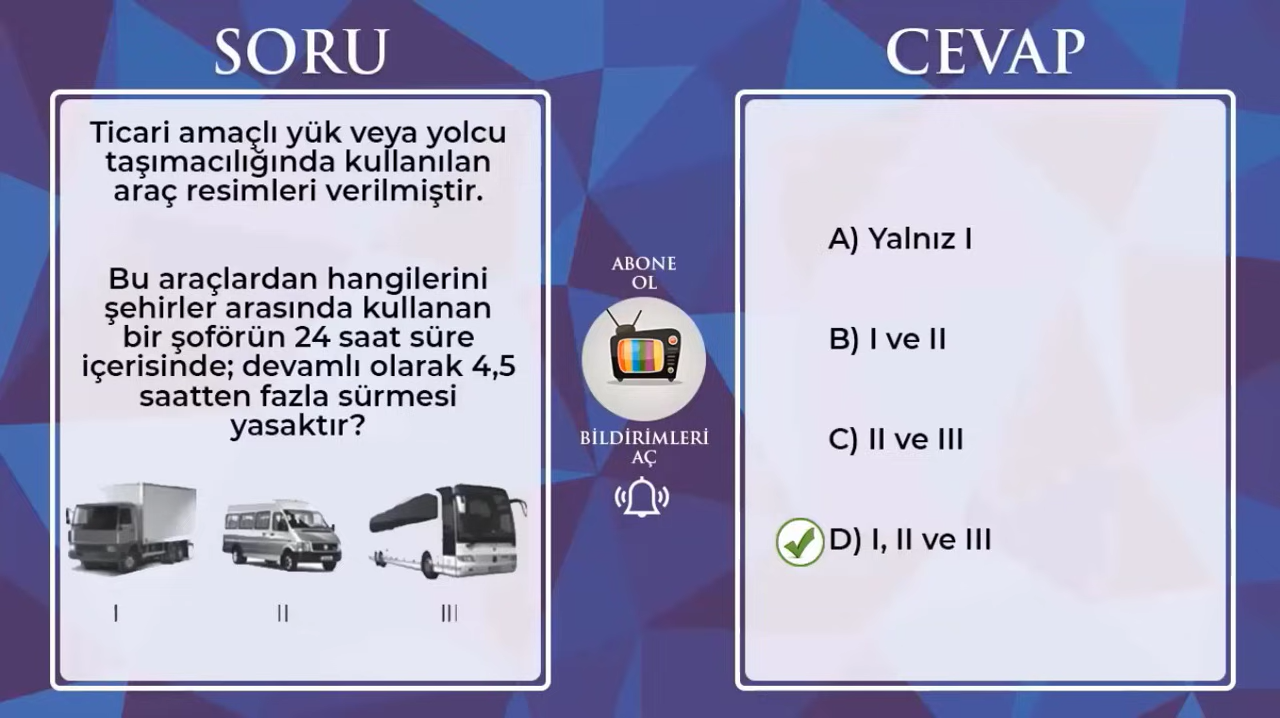 SORU
Ticari amaçlı yük veya yolcu
taşımacılığında kullanılan
araç resimleri verilmiştir.
Bu araçlardan hangilerini
şehirler arasında kullanan
bir şoförün 24 saat süre
içerisinde; devamlı olarak 4,5
saatten fazla sürmesi
yasaktır?
I
II
III
ABONE
OL
BİLDİRİMLERİ
AÇ
CEVAP
A) Yalnız I
B) I ve II
C) II ve III
D) I, II ve III